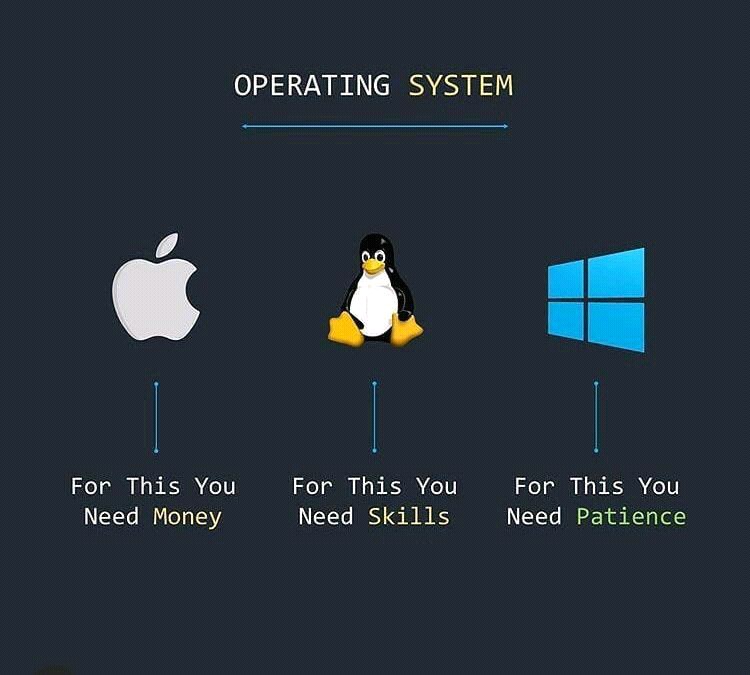 OPERATING SYSTEM
For This You
Need Money
For This You
Need Skills
For This You
Need Patience